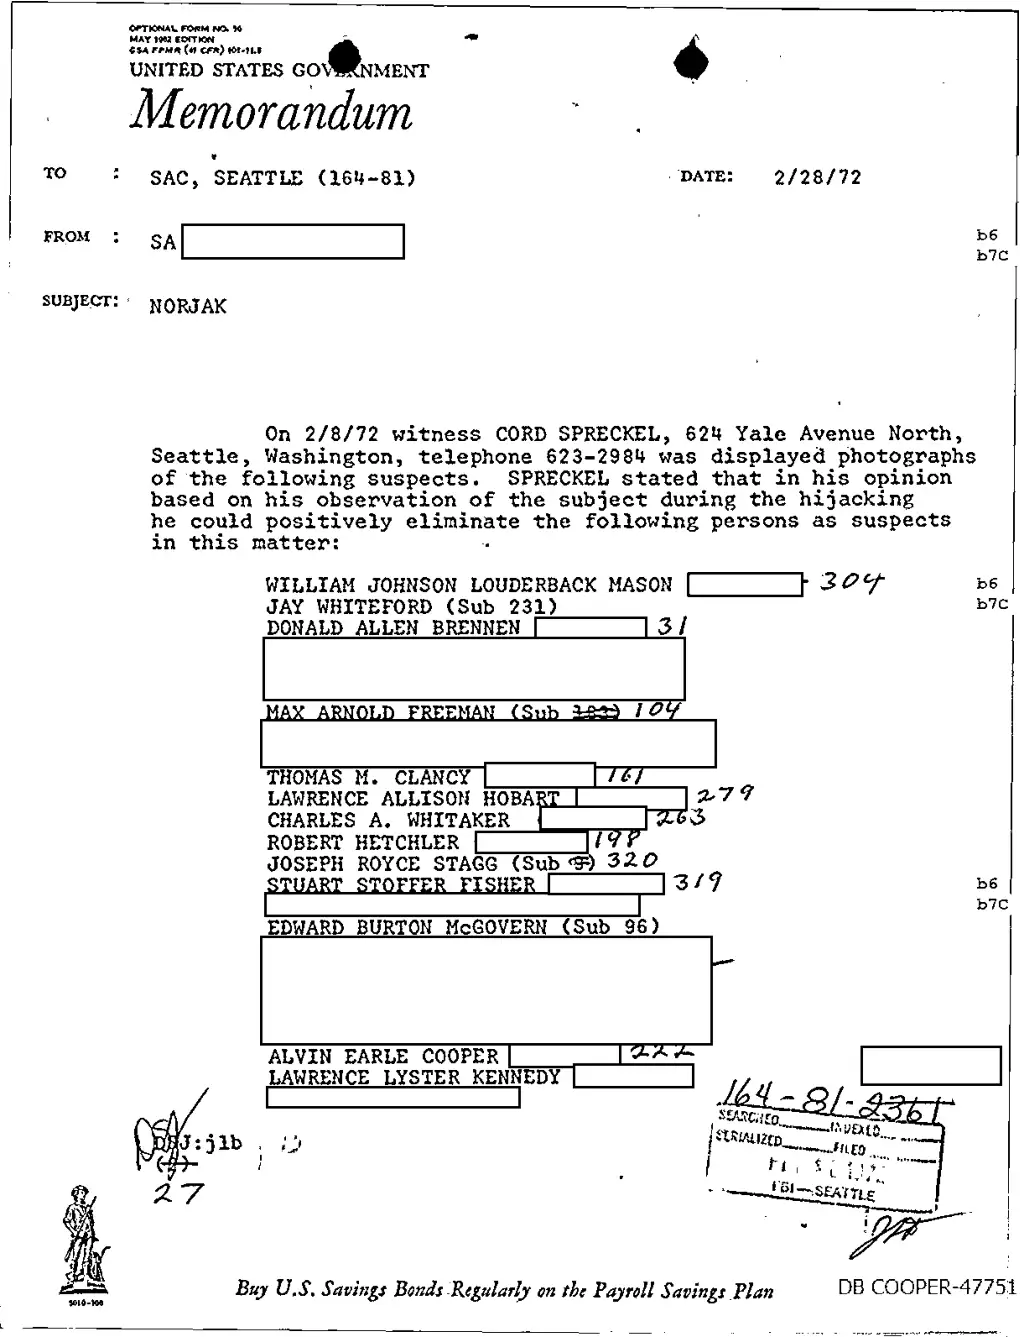 OPTIONAL FORM NO. 10
MAY 1962 EDITION
GSA FPMR (41 CFR) 101-11.6
UNITED STATES GOVERNMENT
Memorandum
TO : SAC, SEATTLE (164-81) DATE: 2/28/72
FROM : SA b6
b7C
SUBJECT: NORJAK
On 2/8/72 witness CORD SPRECKEL, 624 Yale Avenue North,
Seattle, Washington, telephone 623-2984 was displayed photographs
of the following suspects. SPRECKEL stated that in his opinion
based on his observation of the subject during the hijacking
he could positively eliminate the following persons as suspects
in this matter:
WILLIAM JOHNSON LOUDERBACK MASON 304 b6
JAY WHITEFORD (Sub 231) b7C
DONALD ALLEN BRENNEN 31
MAX ARNOLD FREEMAN (Sub 104
THOMAS M. CLANCY 161
LAWRENCE ALLISON HOBART 279
CHARLES A. WHITAKER 263
ROBERT HETCHLER 198
JOSEPH ROYCE STAGG (Sub 320
STUART STOFFER FISHER 319 b6
b7C
EDWARD BURTON McGOVERN (Sub 96)
ALVIN EARLE COOPER 222
LAWRENCE LYSTER KENNEDY
164-81-2361
SEARCHED INDEXED
SERIALIZED FILED
FBI-SEATTLE
:jlb
27
5010-108
Buy U.S. Savings Bonds Regularly on the Payroll Savings Plan
DB COOPER-47751